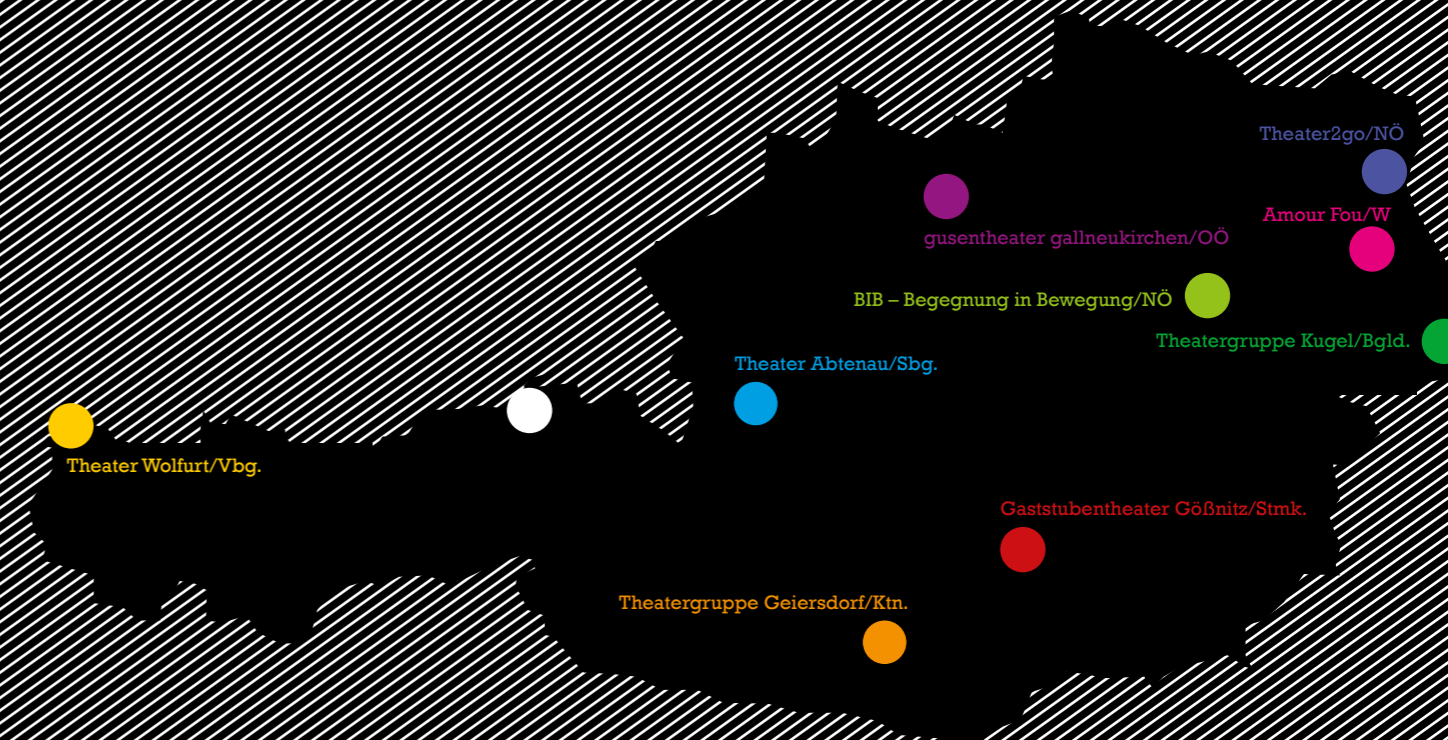 Theater2go/NÖ
Amour Fou/W
gusentheater gallneukirchen/OÖ
BIB – Begegnung in Bewegung/NÖ
Theatergruppe Kugel/Bgld.
Theater Abtenau/Sbg.
Theater Wolfurt/Vbg.
Gaststubentheater Gößnitz/Stmk.
Theatergruppe Geiersdorf/Ktn.